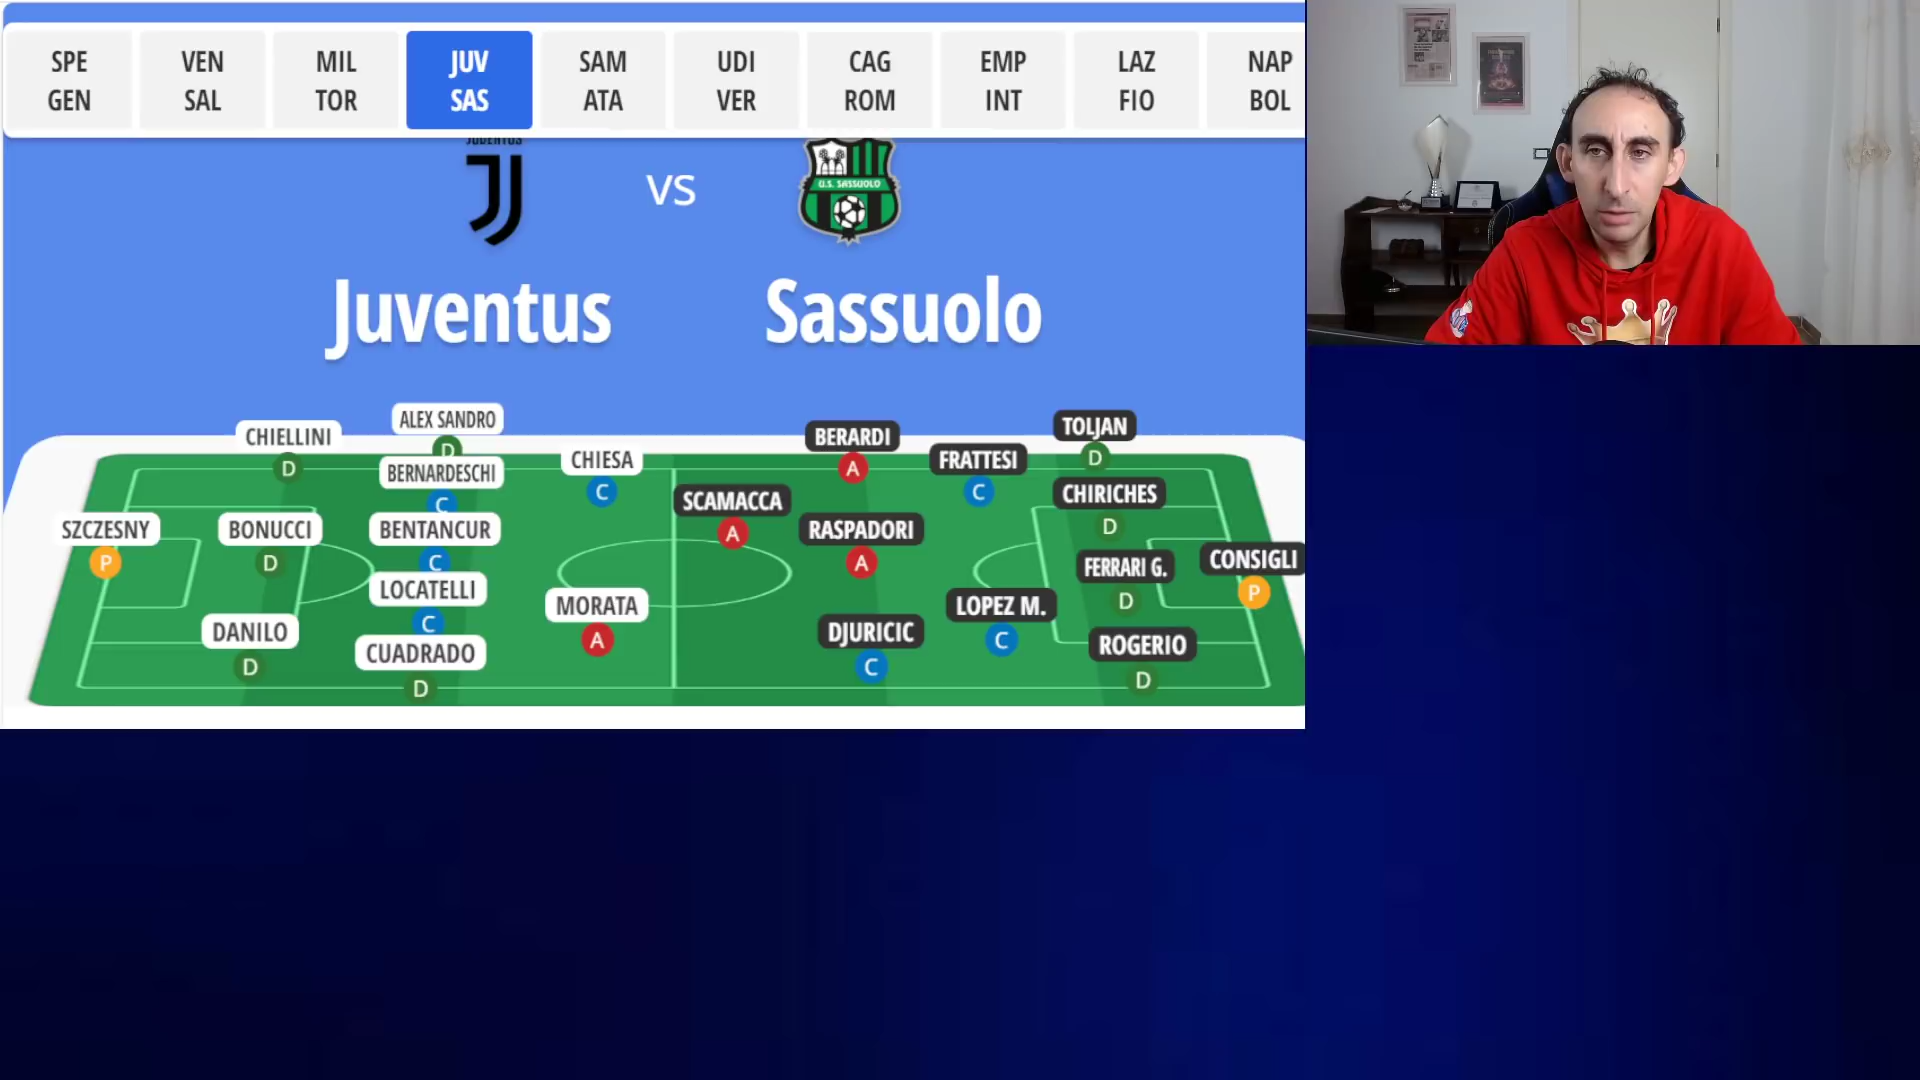 SPE
GEN
VEN
SAL
MIL
TOR
JUV
SAS
SAM
ATA
UDI
VER
CAG
ROM
EMP
INT
LAZ
FIO
NAP
BOL
JUVENTUS
VS
U.S. SASSUOLO
Juventus
Sassuolo
CHIELLINI
D
ALEX SANDRO
D
BERNARDESCHI
C
CHIESA
C
SZCZESNY
P
BONUCCI
D
BENTANCUR
C
LOCATELLI
C
DANILO
D
CUADRADO
D
MORATA
A
BERARDI
A
SCAMACCA
A
RASPADORI
A
DJURICIC
C
FRATTESI
C
LOPEZ M.
C
TOLJAN
D
CHIRICHES
D
FERRARI G.
D
ROGERIO
D
CONSIGLI
P